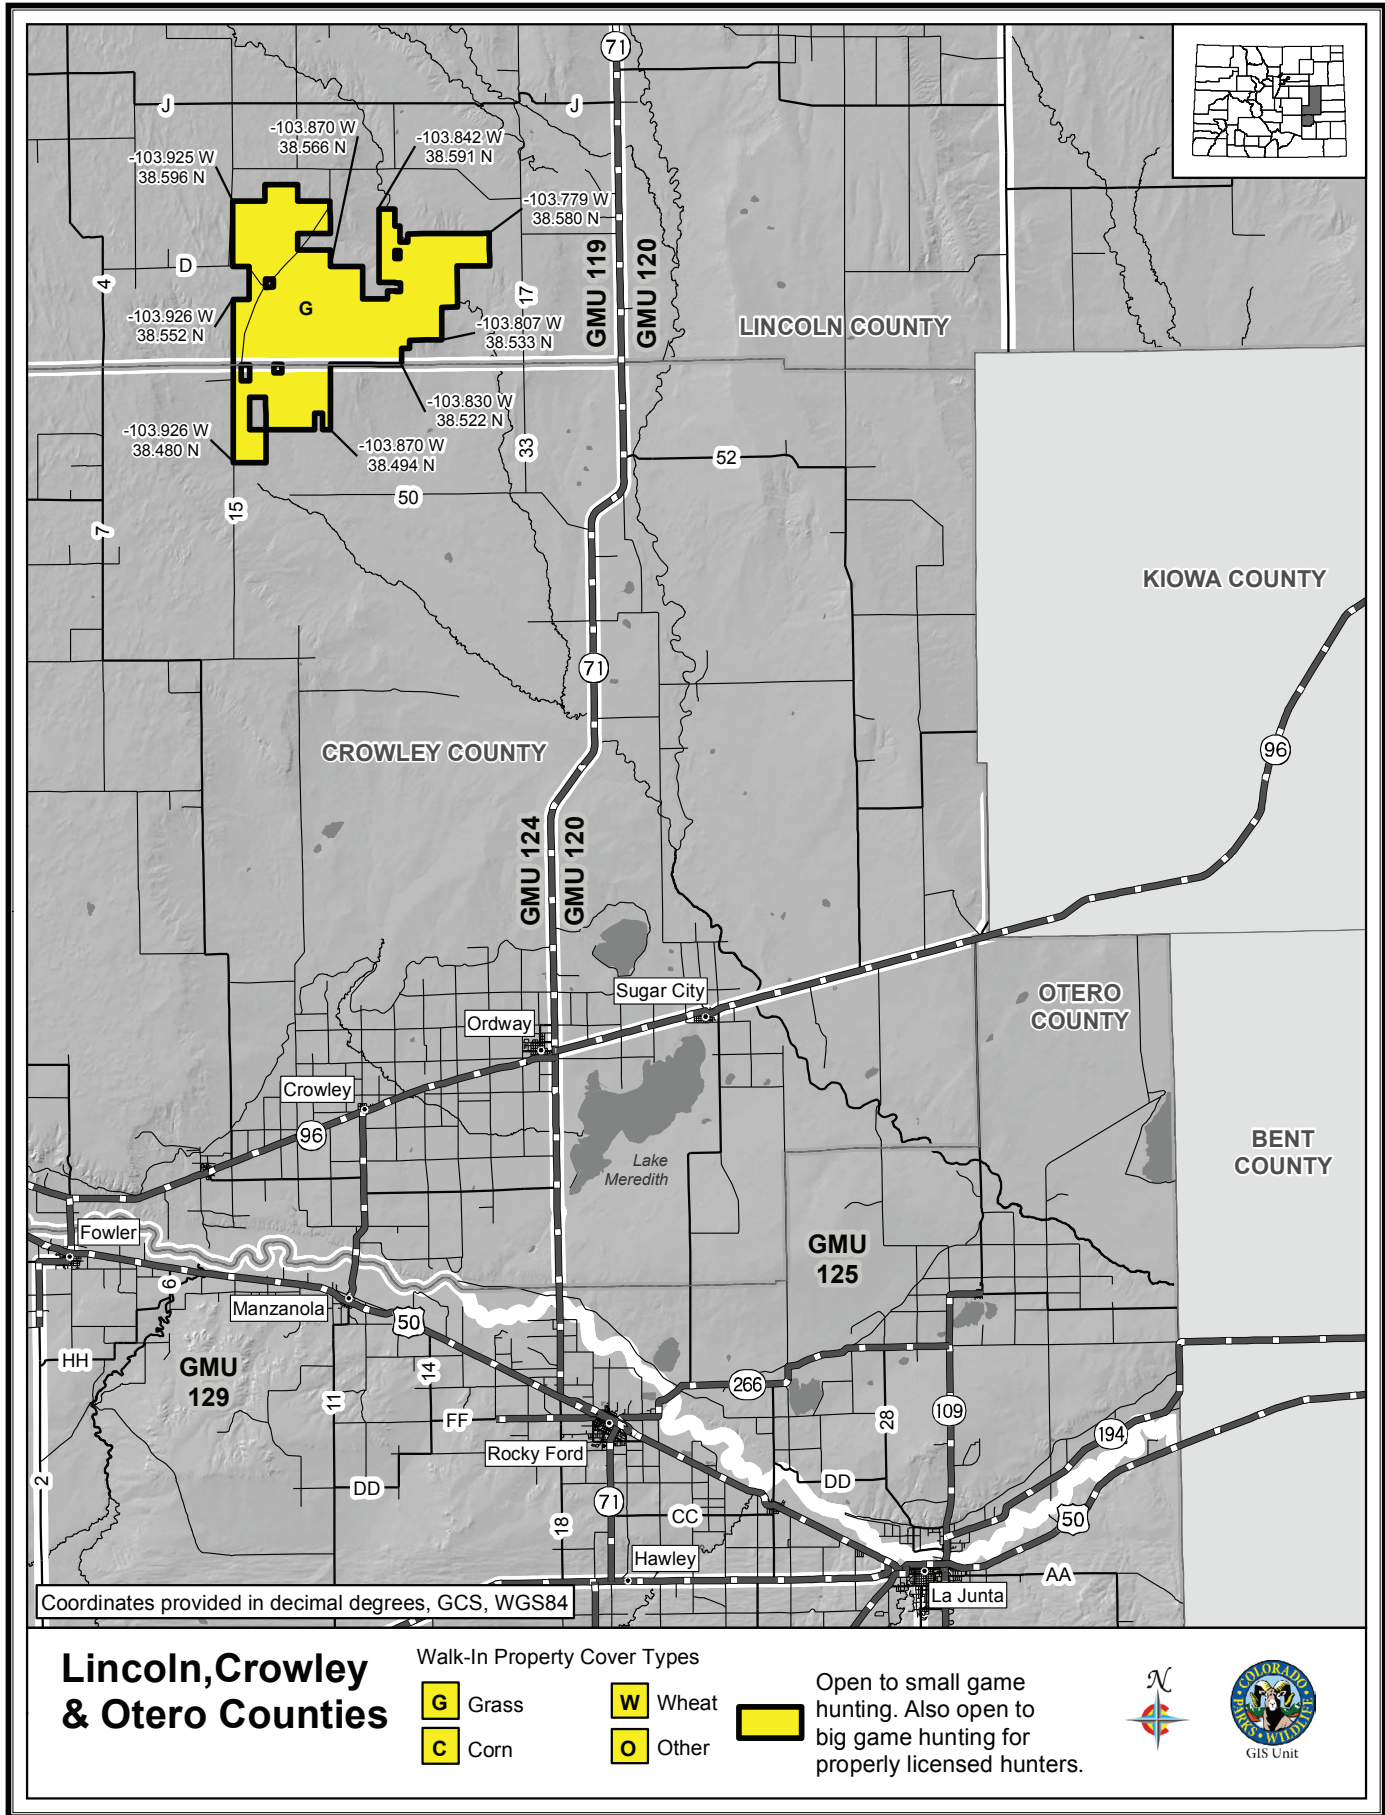 71
J
J
-103.870 W
38.566 N
-103.842 W
38.591 N
-103.925 W
38.596 N
-103.779 W
38.580 N
GMU 119
GMU 120
D
4
17
G
-103.926 W
38.552 N
-103.807 W
38.533 N
LINCOLN COUNTY
-103.830 W
38.522 N
-103.926 W
38.480 N
-103.870 W
38.494 N
33
52
50
15
7
KIOWA COUNTY
71
CROWLEY COUNTY
96
GMU 124
GMU 120
Sugar City
OTERO
COUNTY
Ordway
Crowley
96
Lake
Meredith
BENT
COUNTY
Fowler
GMU
125
6
Manzanola
50
HH
GMU
129
14
11
266
FF
28
109
194
Rocky Ford
2
DD
DD
71
CC
50
18
Hawley
AA
La Junta
Coordinates provided in decimal degrees, GCS, WGS84
Lincoln,Crowley
& Otero Counties
Walk-In Property Cover Types
G Grass
W Wheat
C Corn
O Other
Open to small game
hunting. Also open to
big game hunting for
properly licensed hunters.
N
COLORADO
PARKS & WILDLIFE
GIS Unit